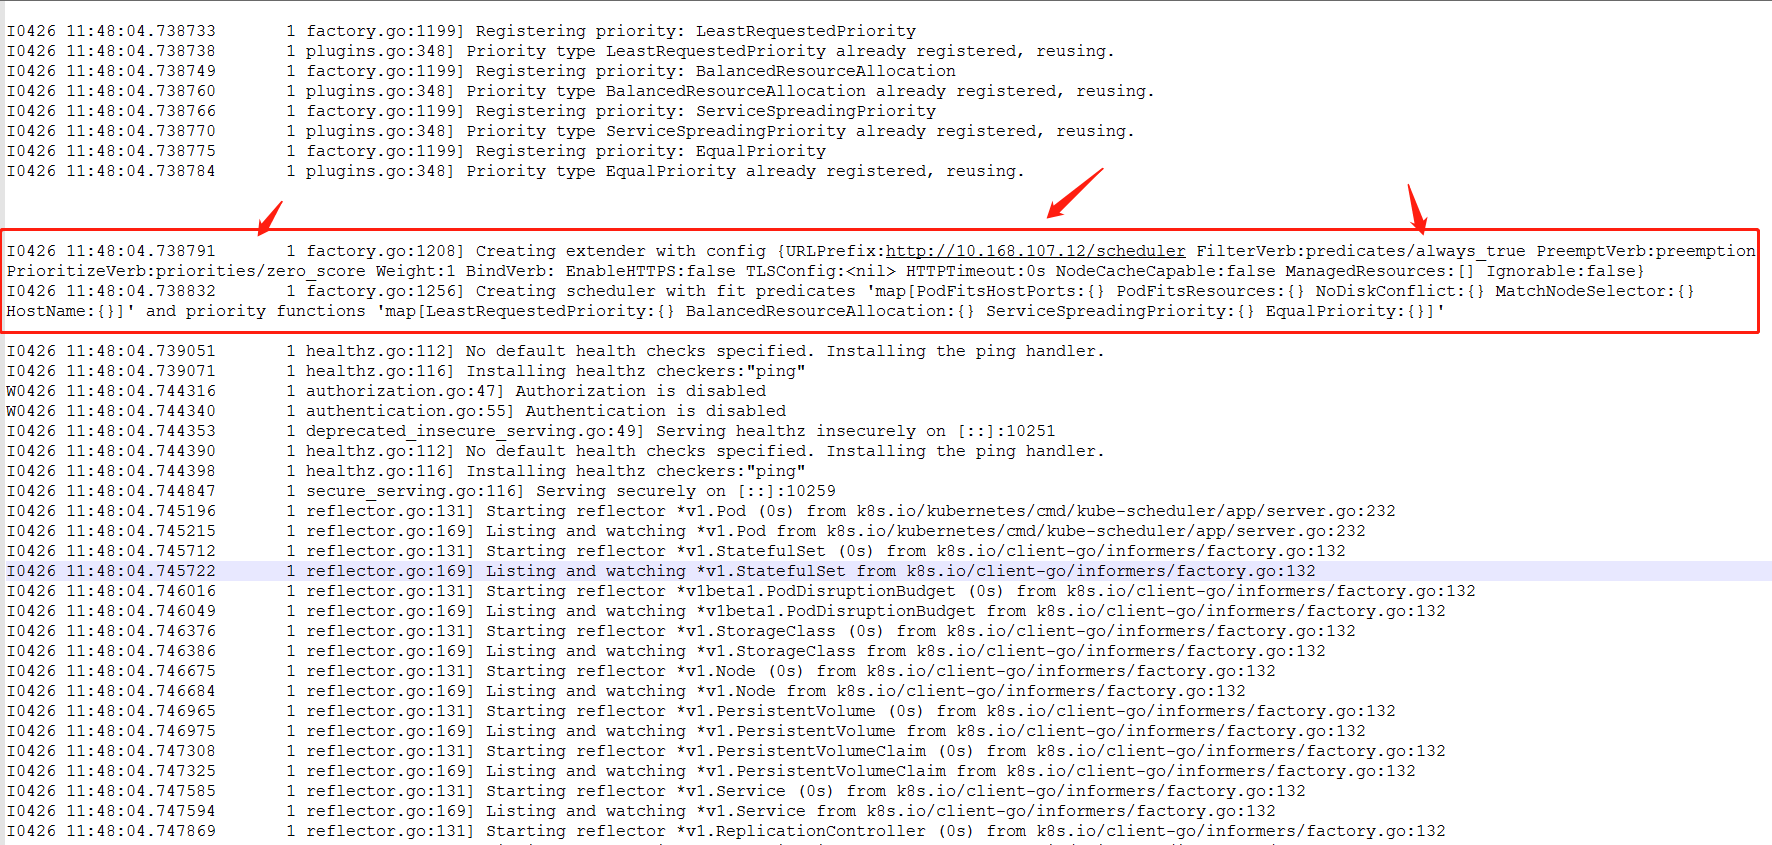 I0426 11:48:04.738733       1 factory.go:1199] Registering priority: LeastRequestedPriority
I0426 11:48:04.738738       1 plugins.go:348] Priority type LeastRequestedPriority already registered, reusing.
I0426 11:48:04.738749       1 factory.go:1199] Registering priority: BalancedResourceAllocation
I0426 11:48:04.738760       1 plugins.go:348] Priority type BalancedResourceAllocation already registered, reusing.
I0426 11:48:04.738766       1 factory.go:1199] Registering priority: ServiceSpreadingPriority
I0426 11:48:04.738770       1 plugins.go:348] Priority type ServiceSpreadingPriority already registered, reusing.
I0426 11:48:04.738775       1 factory.go:1199] Registering priority: EqualPriority
I0426 11:48:04.738784       1 plugins.go:348] Priority type EqualPriority already registered, reusing.
I0426 11:48:04.738791       1 factory.go:1208] Creating extender with config {URLPrefix:http://10.168.107.12/scheduler FilterVerb:predicates/always_true PreemptVerb:preemption
PrioritizeVerb:priorities/zero_score Weight:1 BindVerb: EnableHTTPS:false TLSConfig:<nil> HTTPTimeout:0s NodeCacheCapable:false ManagedResources:[] Ignorable:false}
I0426 11:48:04.738832       1 factory.go:1256] Creating scheduler with fit predicates 'map[PodFitsHostPorts:{} PodFitsResources:{} NoDiskConflict:{} MatchNodeSelector:{}
HostName:{}]' and priority functions 'map[LeastRequestedPriority:{} BalancedResourceAllocation:{} ServiceSpreadingPriority:{} EqualPriority:{}]'
I0426 11:48:04.739051       1 healthz.go:112] No default health checks specified. Installing the ping handler.
I0426 11:48:04.739071       1 healthz.go:116] Installing healthz checkers:"ping"
W0426 11:48:04.744316       1 authorization.go:47] Authorization is disabled
W0426 11:48:04.744340       1 authentication.go:55] Authentication is disabled
I0426 11:48:04.744353       1 deprecated_insecure_serving.go:49] Serving healthz insecurely on [::]:10251
I0426 11:48:04.744390       1 healthz.go:112] No default health checks specified. Installing the ping handler.
I0426 11:48:04.744398       1 healthz.go:116] Installing healthz checkers:"ping"
I0426 11:48:04.744847       1 secure_serving.go:116] Serving securely on [::]:10259
I0426 11:48:04.745196       1 reflector.go:131] Starting reflector *v1.Pod (0s) from k8s.io/kubernetes/cmd/kube-scheduler/app/server.go:232
I0426 11:48:04.745215       1 reflector.go:169] Listing and watching *v1.Pod from k8s.io/kubernetes/cmd/kube-scheduler/app/server.go:232
I0426 11:48:04.745712       1 reflector.go:131] Starting reflector *v1.StatefulSet (0s) from k8s.io/client-go/informers/factory.go:132
I0426 11:48:04.745722       1 reflector.go:169] Listing and watching *v1.StatefulSet from k8s.io/client-go/informers/factory.go:132
I0426 11:48:04.746016       1 reflector.go:131] Starting reflector *v1beta1.PodDisruptionBudget (0s) from k8s.io/client-go/informers/factory.go:132
I0426 11:48:04.746049       1 reflector.go:169] Listing and watching *v1beta1.PodDisruptionBudget from k8s.io/client-go/informers/factory.go:132
I0426 11:48:04.746376       1 reflector.go:131] Starting reflector *v1.StorageClass (0s) from k8s.io/client-go/informers/factory.go:132
I0426 11:48:04.746386       1 reflector.go:169] Listing and watching *v1.StorageClass from k8s.io/client-go/informers/factory.go:132
I0426 11:48:04.746675       1 reflector.go:131] Starting reflector *v1.Node (0s) from k8s.io/client-go/informers/factory.go:132
I0426 11:48:04.746684       1 reflector.go:169] Listing and watching *v1.Node from k8s.io/client-go/informers/factory.go:132
I0426 11:48:04.746965       1 reflector.go:131] Starting reflector *v1.PersistentVolume (0s) from k8s.io/client-go/informers/factory.go:132
I0426 11:48:04.746975       1 reflector.go:169] Listing and watching *v1.PersistentVolume from k8s.io/client-go/informers/factory.go:132
I0426 11:48:04.747308       1 reflector.go:131] Starting reflector *v1.PersistentVolumeClaim (0s) from k8s.io/client-go/informers/factory.go:132
I0426 11:48:04.747325       1 reflector.go:169] Listing and watching *v1.PersistentVolumeClaim from k8s.io/client-go/informers/factory.go:132
I0426 11:48:04.747585       1 reflector.go:131] Starting reflector *v1.Service (0s) from k8s.io/client-go/informers/factory.go:132
I0426 11:48:04.747594       1 reflector.go:169] Listing and watching *v1.Service from k8s.io/client-go/informers/factory.go:132
I0426 11:48:04.747869       1 reflector.go:131] Starting reflector *v1.ReplicationController (0s) from k8s.io/client-go/informers/factory.go:132